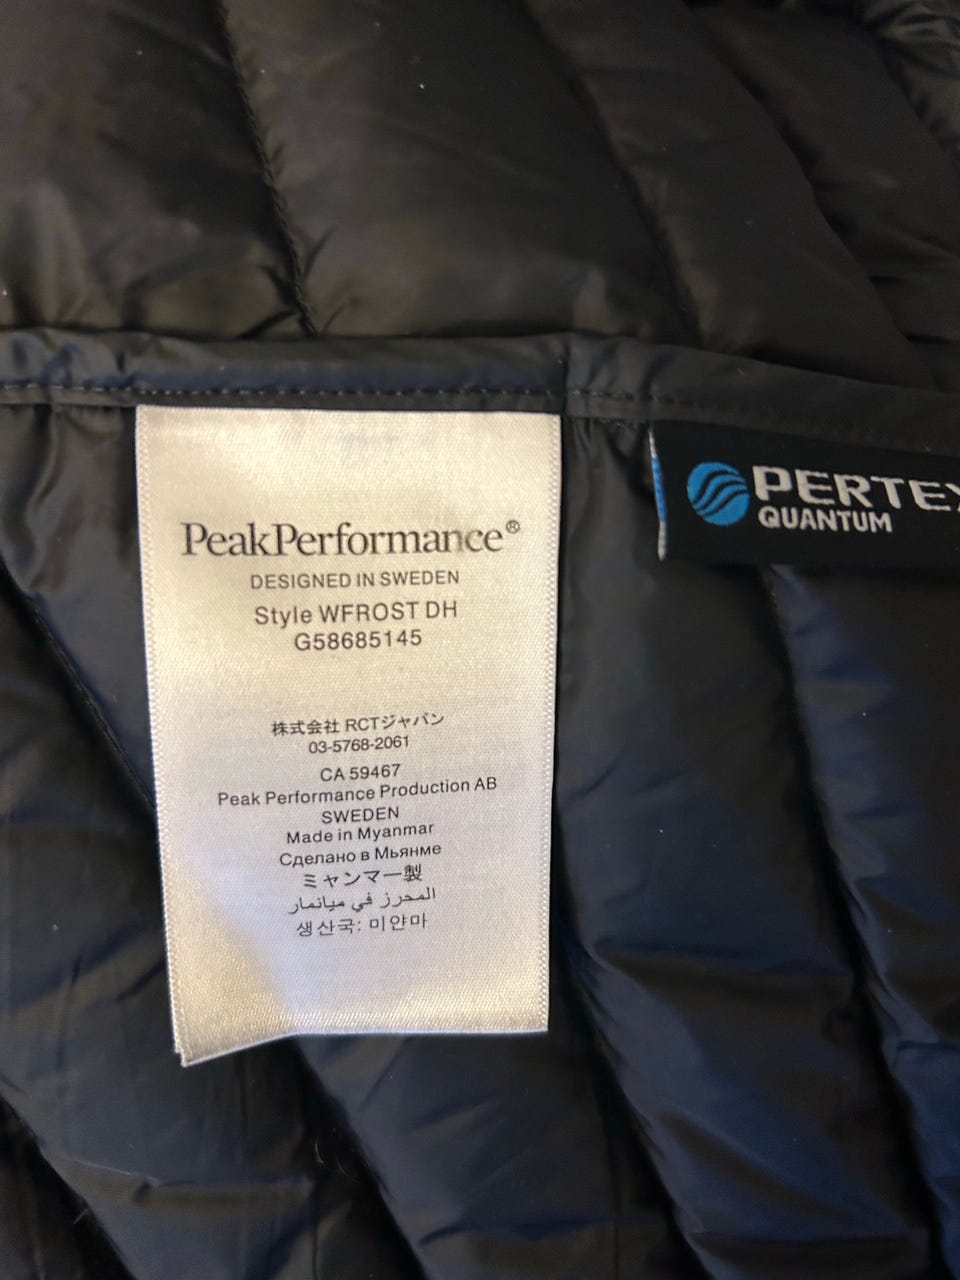 PeakPerformance®
DESIGNED IN SWEDEN
Style WFROST DH
G58685145
株式会社 RCTジャパン
03-5768-2061
CA 59467
Peak Performance Production AB
SWEDEN
Made in Myanmar
Сделано в Мьянме
ミャンマー製
المحرز في ميانمار
생산국: 미얀마
PERTEX
QUANTUM